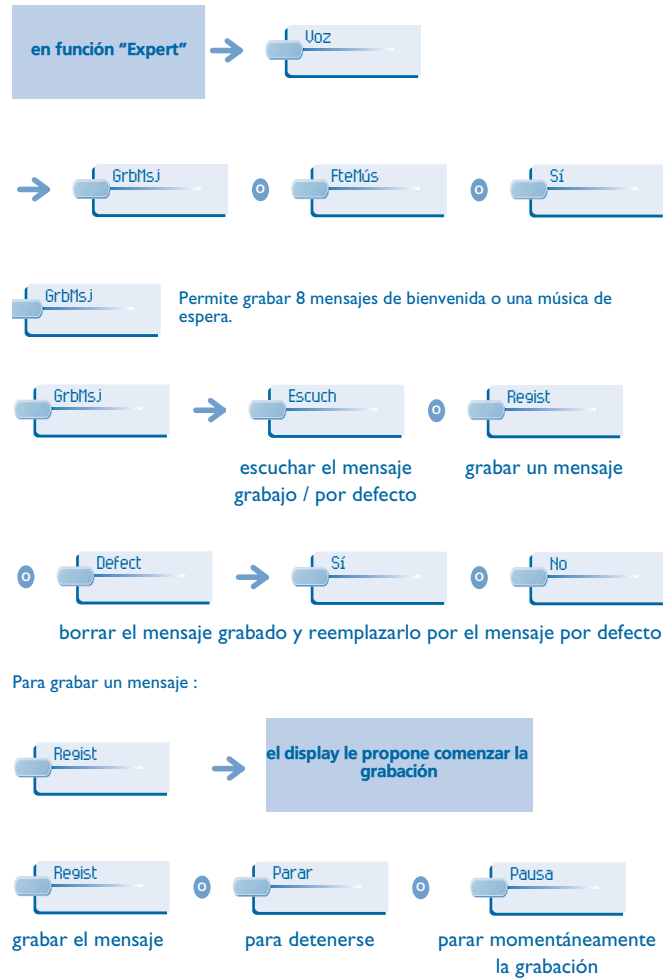 en función “Expert”
Voz
GrbMsj o FteMús o Sí
GrbMsj
Permite grabar 8 mensajes de bienvenida o una música de
espera.
GrbMsj Escuch o Regist
escuchar el mensaje
grabajo / por defecto
grabar un mensaje
o Defect Sí o No
borrar el mensaje grabado y reemplazarlo por el mensaje por defecto
Para grabar un mensaje :
Regist
el display le propone comenzar la
grabación
Regist o Parar o Pausa
grabar el mensaje
para detenerse
parar momentáneamente
la grabación